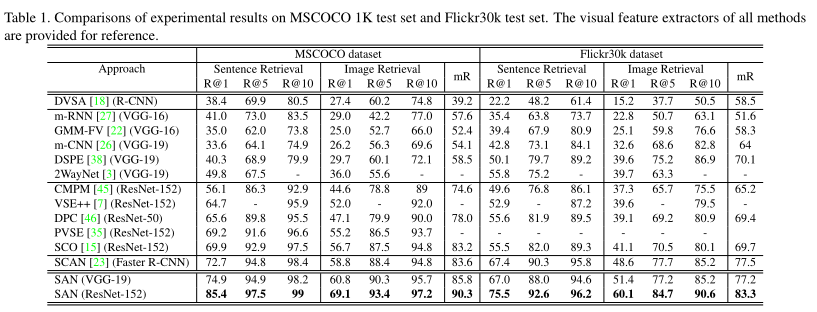 Table 1. Comparisons of experimental results on MSCOCO 1K test set and Flickr30k test set. The visual feature extractors of all methods
are provided for reference.
MSCOCO dataset Flickr30k dataset
Approach Sentence Retrieval Image Retrieval mR Sentence Retrieval Image Retrieval mR
R@1 R@5 R@10 R@1 R@5 R@10 R@1 R@5 R@10 R@1 R@5 R@10
DVSA [18] (R-CNN) 38.4 69.9 80.5 27.4 60.2 74.8 39.2 22.2 48.2 61.4 15.2 37.7 50.5 58.5
m-RNN [27] (VGG-16) 41.0 73.0 83.5 29.0 42.2 77.0 57.6 35.4 63.8 73.7 22.8 50.7 63.1 51.6
GMM-FV [22] (VGG-16) 35.0 62.0 73.8 25.0 52.7 66.0 52.4 39.4 67.9 80.9 25.1 59.8 76.6 58.3
m-CNN [26] (VGG-19) 33.6 64.1 74.9 26.2 56.3 69.6 54.1 42.8 73.1 84.1 32.6 68.6 82.8 64
DSPE [38] (VGG-19) 40.3 68.9 79.9 29.7 60.1 72.1 58.5 50.1 79.7 89.2 39.6 75.2 86.9 70.1
2WayNet [3] (VGG-19) 49.8 67.5 - 36.0 55.6 - - 55.8 75.2 - 39.7 63.3 - -
CMPM [45] (ResNet-152) 56.1 86.3 92.9 44.6 78.8 89 74.6 49.6 76.8 86.1 37.3 65.7 75.5 65.2
VSE++ [7] (ResNet-152) 64.7 - 95.9 52.0 - 92.0 - 52.9 - 87.2 39.6 - 79.5 -
DPC [46] (ResNet-50) 65.6 89.8 95.5 47.1 79.9 90.0 78.0 55.6 81.9 89.5 39.1 69.2 80.9 69.4
PVSE [35] (ResNet-152) 69.2 91.6 96.6 55.2 86.5 93.7 - - - - - - - -
SCO [15] (ResNet-152) 69.9 92.9 97.5 56.7 87.5 94.8 83.2 55.5 82.0 89.3 41.1 70.5 80.1 69.7
SCAN [23] (Faster R-CNN) 72.7 94.8 98.4 58.8 88.4 94.8 83.6 67.4 90.3 95.8 48.6 77.7 85.2 77.5
SAN (VGG-19) 74.9 94.9 98.2 60.8 90.3 95.7 85.8 67.0 88.0 94.6 51.4 77.2 85.2 77.2
SAN (ResNet-152) 85.4 97.5 99 69.1 93.4 97.2 90.3 75.5 92.6 96.2 60.1 84.7 90.6 83.3